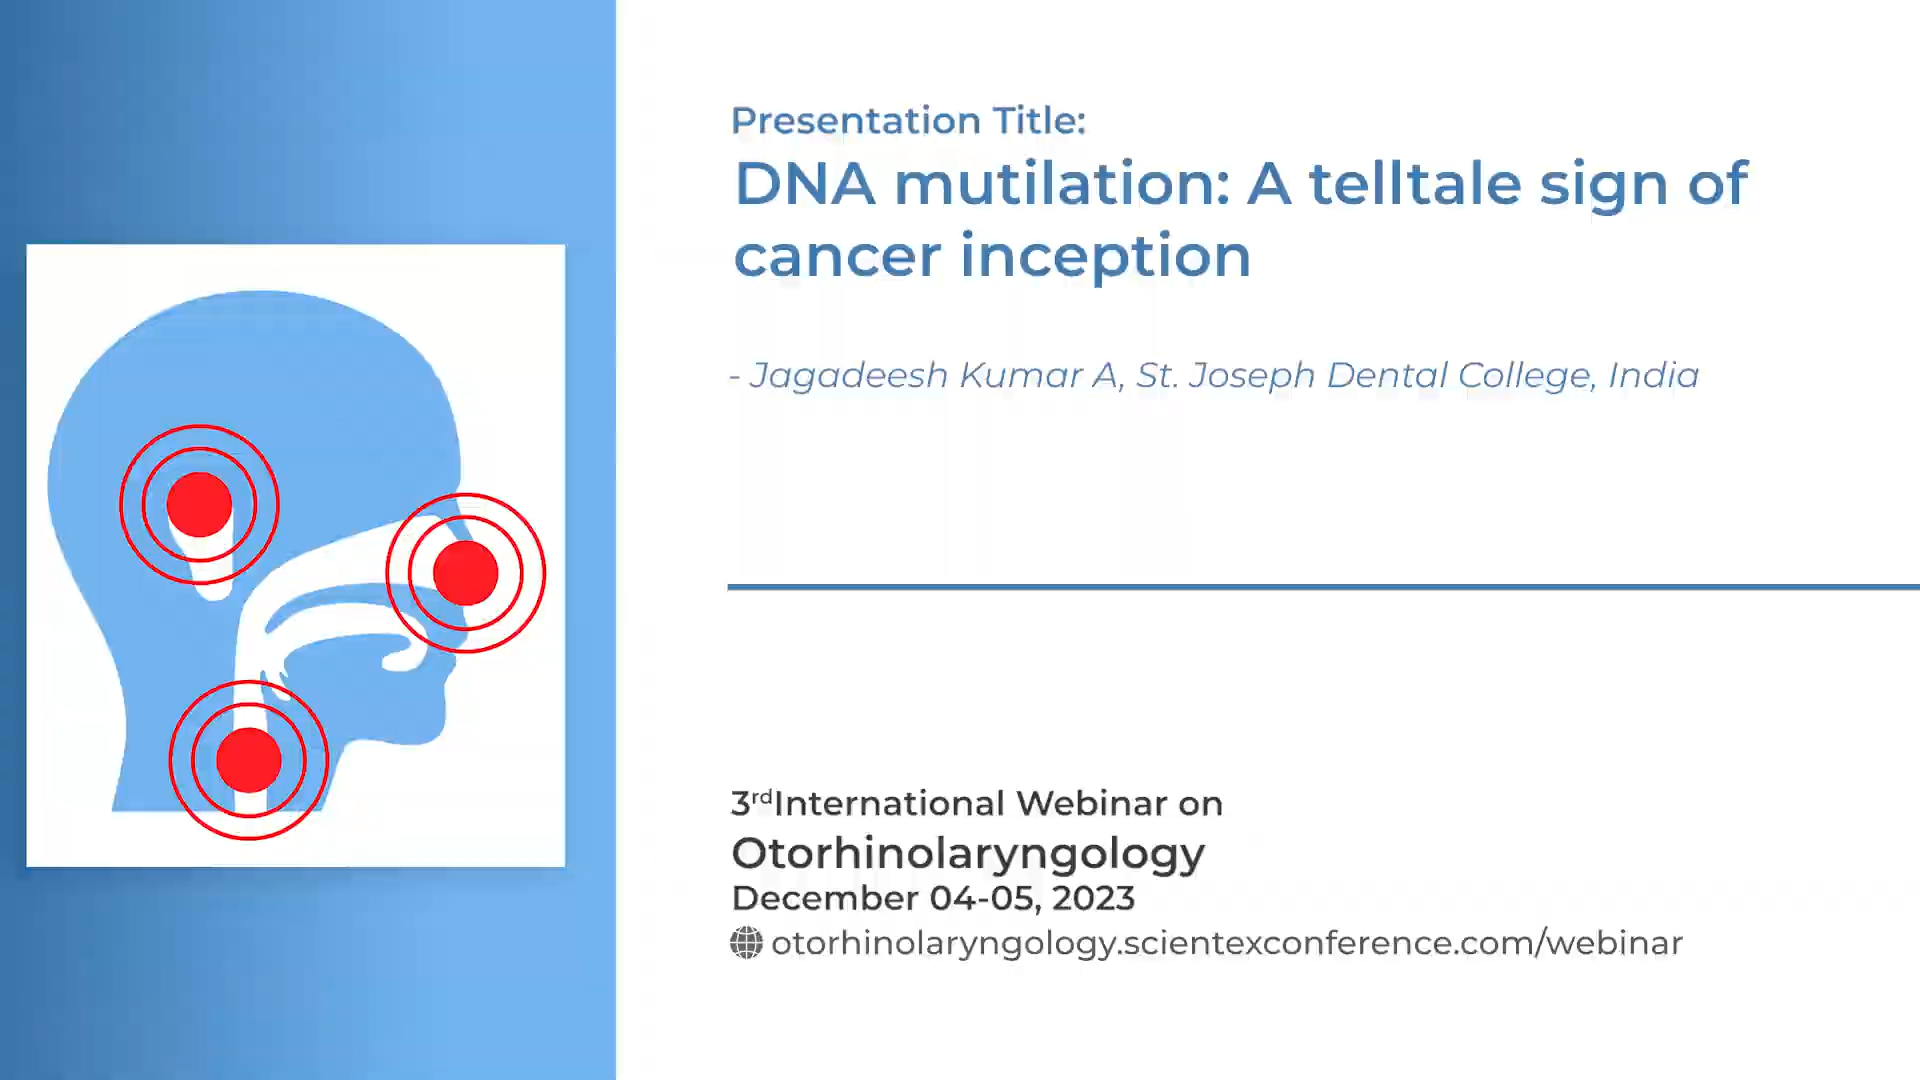 Presentation Title:
DNA mutilation: A telltale sign of
cancer inception
- Jagadeesh Kumar A, St. Joseph Dental College, India
3rdInternational Webinar on
Otorhinolaryngology
December 04-05, 2023
otorhinolaryngology.scientexconference.com/webinar